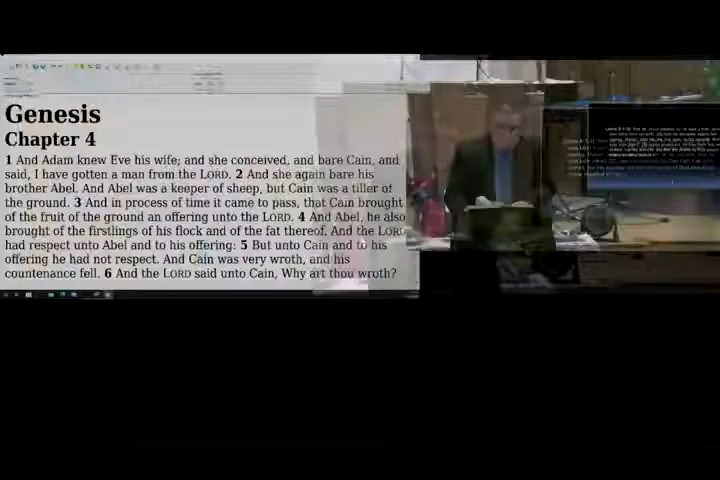 Genesis
Chapter 4
1 And Adam knew Eve his wife; and she conceived, and bare Cain, and
said, I have gotten a man from the LORD. 2 And she again bare his
brother Abel. And Abel was a keeper of sheep, but Cain was a tiller of
the ground. 3 And in process of time it came to pass, that Cain brought
of the fruit of the ground an offering unto the LORD. 4 And Abel, he also
brought of the firstlings of his flock and of the fat thereof. And the LORD
had respect unto Abel and to his offering: 5 But unto Cain and to his
offering he had not respect. And Cain was very wroth, and his
countenance fell. 6 And the LORD said unto Cain, Why art thou wroth?